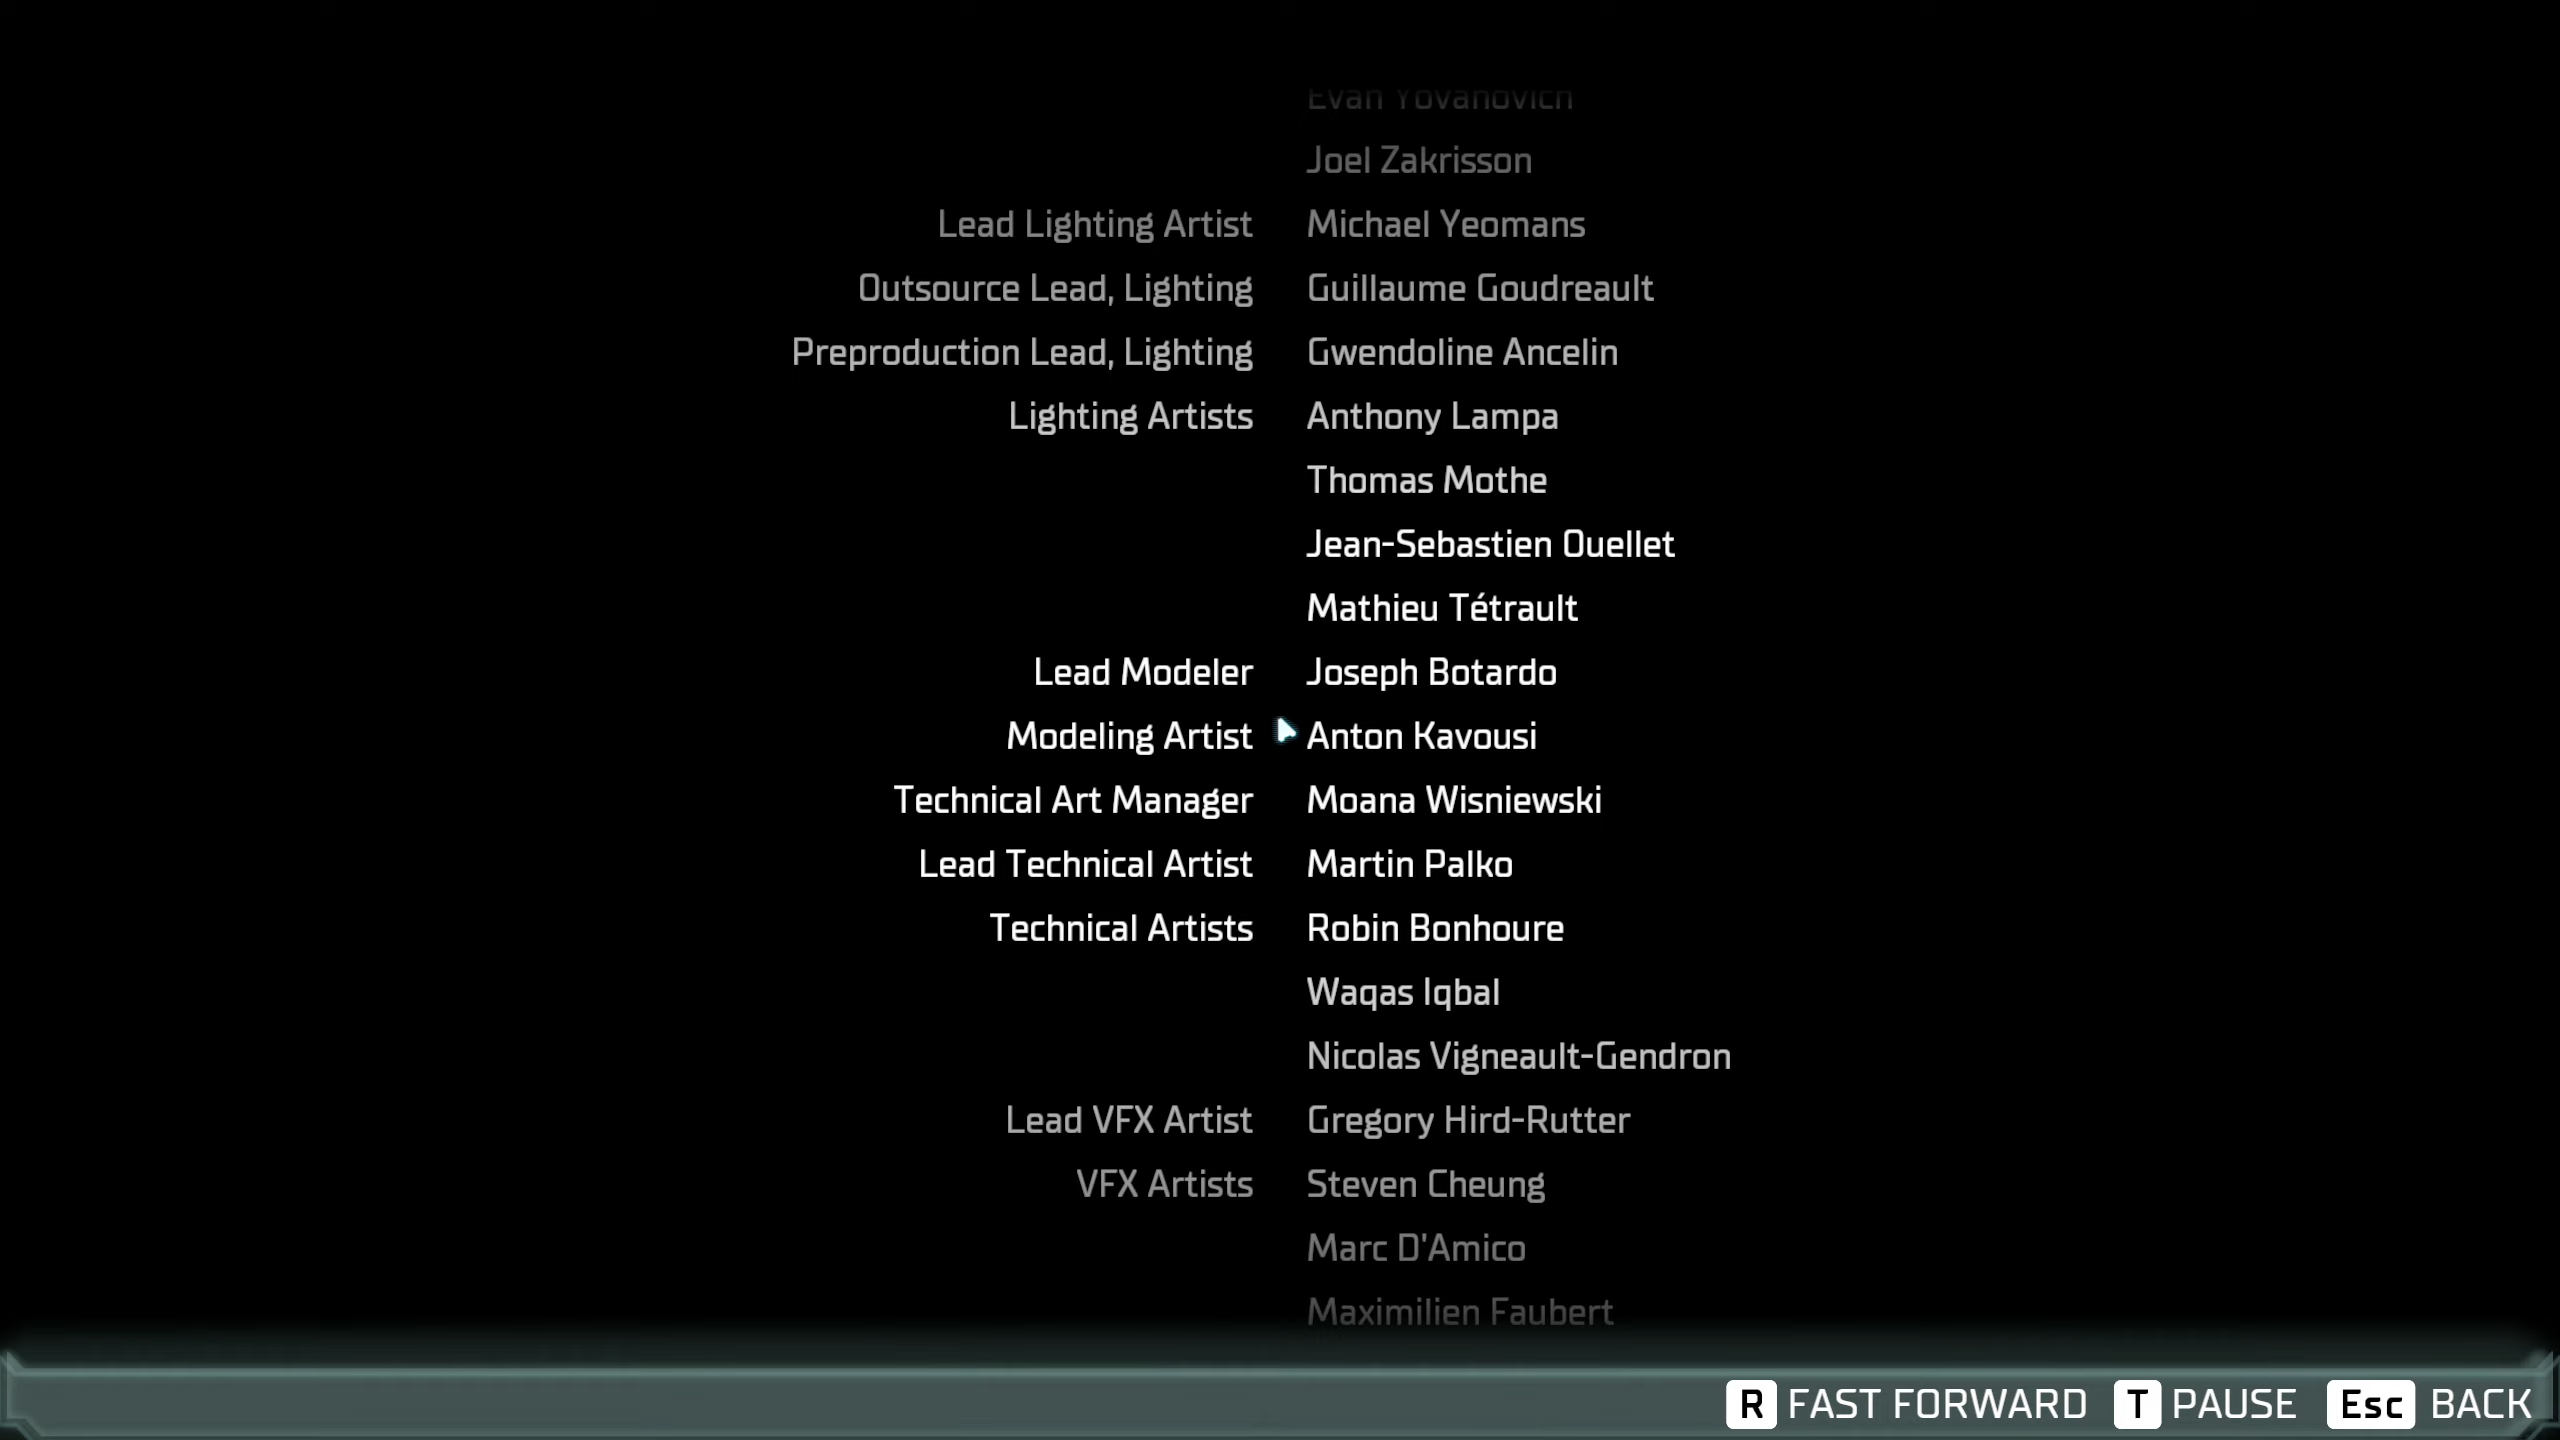 Evan Yovanovich
Joel Zakrisson
Lead Lighting Artist Michael Yeomans
Outsource Lead, Lighting Guillaume Goudreault
Preproduction Lead, Lighting Gwendoline Ancelin
Lighting Artists Anthony Lampa
Thomas Mothe
Jean-Sebastien Ouellet
Mathieu Tétrault
Lead Modeler Joseph Botardo
Modeling Artist Anton Kavousi
Technical Art Manager Moana Wisniewski
Lead Technical Artist Martin Palko
Technical Artists Robin Bonhoure
Waqas Iqbal
Nicolas Vigneault-Gendron
Lead VFX Artist Gregory Hird-Rutter
VFX Artists Steven Cheung
Marc D'Amico
Maximilien Faubert
R FAST FORWARD T PAUSE Esc BACK